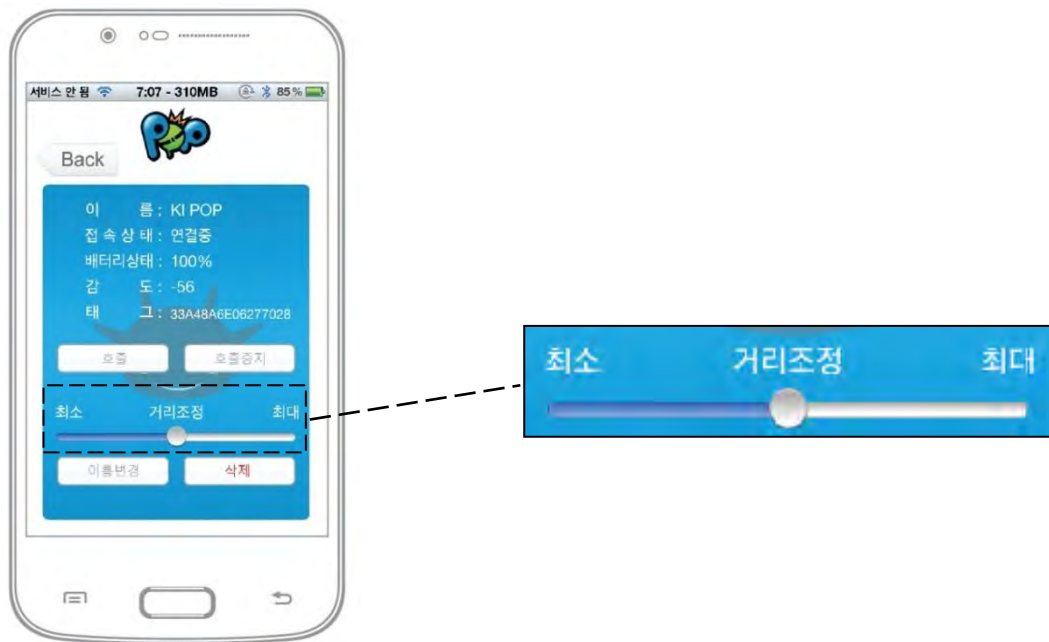 서비스 안 됨 7:07 - 310MB 85%
POP
Back
이 름 : KI POP
접 속 상 태 : 연결중
배터리상태 : 100%
감 도 : -56
태 그 : 33A48A6E06277028
호출 호출중지
최소 거리조정 최대
이름변경 삭제
최소 거리조정 최대